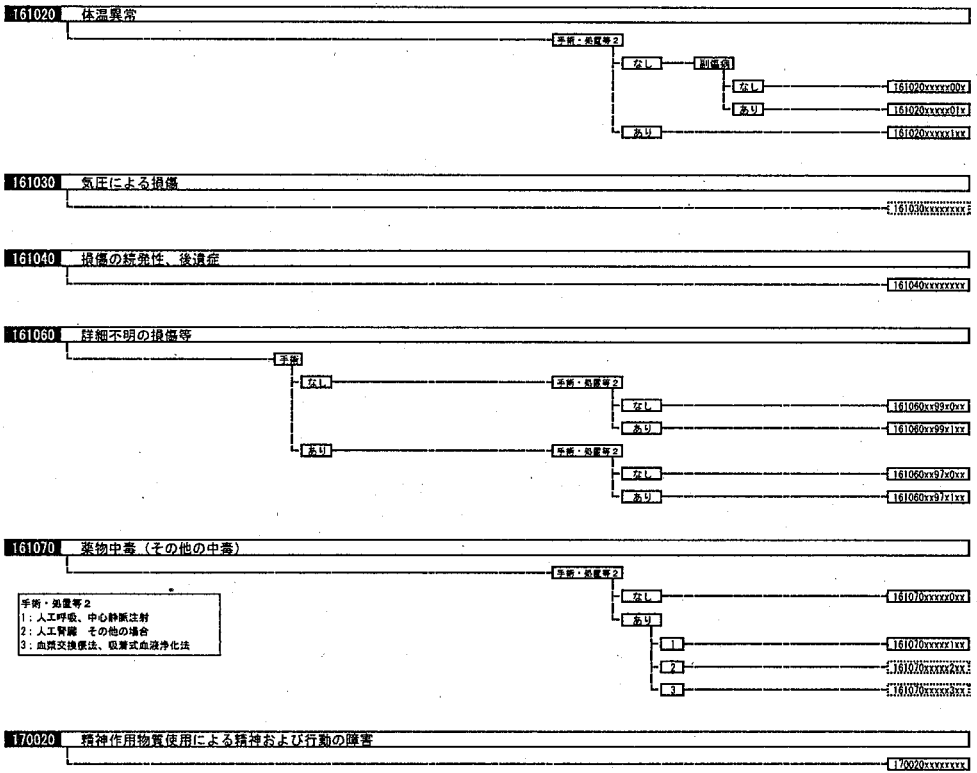 161020 体温異常
手術・処置等2
なし 副傷病
なし 161020xxxxx00x
あり 161020xxxxx01x
あり 161020xxxxx1xx
161030 気圧による損傷
161030xxxxxxxx
161040 損傷の続発性、後遺症
161040xxxxxxxx
161060 詳細不明の損傷等
手術
なし 手術・処置等2
なし 161060xx99x0xx
あり 161060xx99x1xx
あり 手術・処置等2
なし 161060xx97x0xx
あり 161060xx97x1xx
161070 薬物中毒（その他の中毒）
手術・処置等2
なし 161070xxxxx0xx
あり
1 161070xxxxx1xx
2 161070xxxxx2xx
3 161070xxxxx3xx
手術・処置等2
1：人工呼吸、中心静脈注射
2：人工腎臓　その他の場合
3：血漿交換療法、吸着式血液浄化法
170020 精神作用物質使用による精神および行動の障害
170020xxxxxxxx